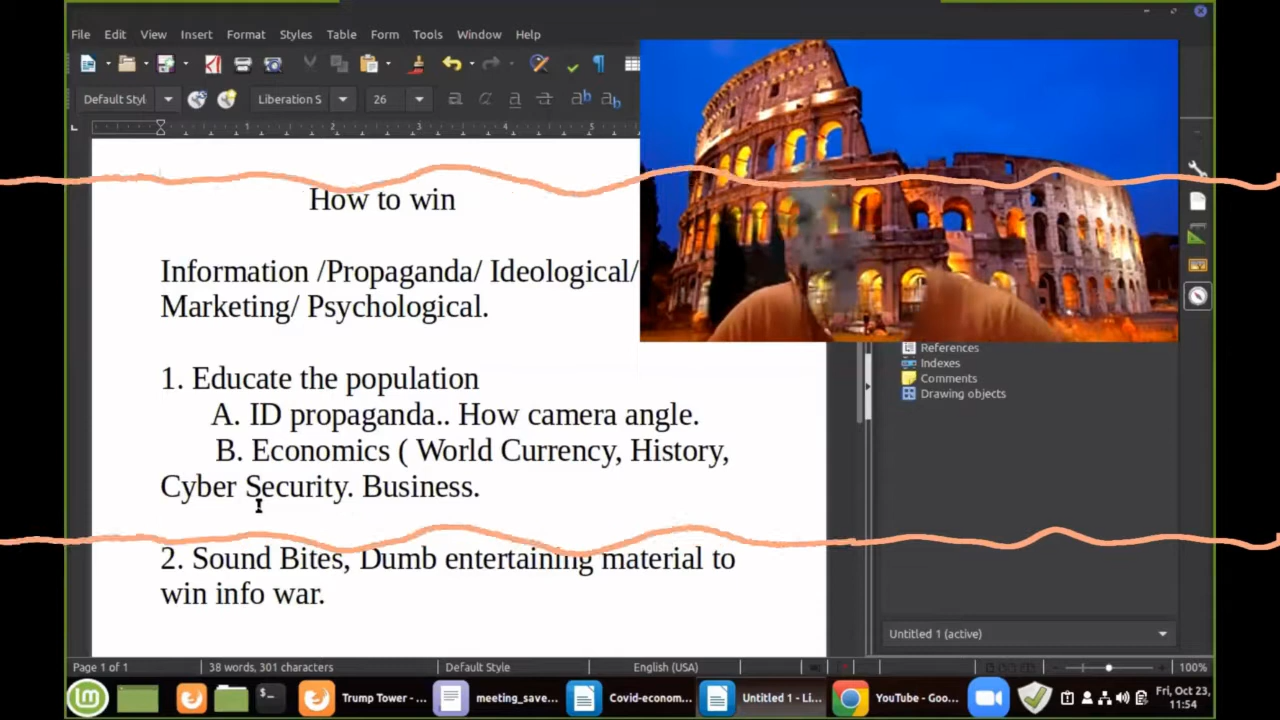 File Edit View Insert Format Styles Table Form Tools Window Help
Default Styl Liberation S 26
1 2 4 5
How to win
Information /Propaganda/ Ideological/
Marketing/ Psychological.
1. Educate the population
A. ID propaganda.. How camera angle.
B. Economics ( World Currency, History,
Cyber Security. Business.
2. Sound Bites, Dumb entertaining material to
win info war.
References
Indexes
Comments
Drawing objects
Untitled 1 (active)
Page 1 of 1 38 words, 301 characters Default Style English (USA) 100%
Trump Tower - ... meeting_save... Covid-econom... Untitled 1 - Li... YouTube - Goo... Fri, Oct 23,
11:54